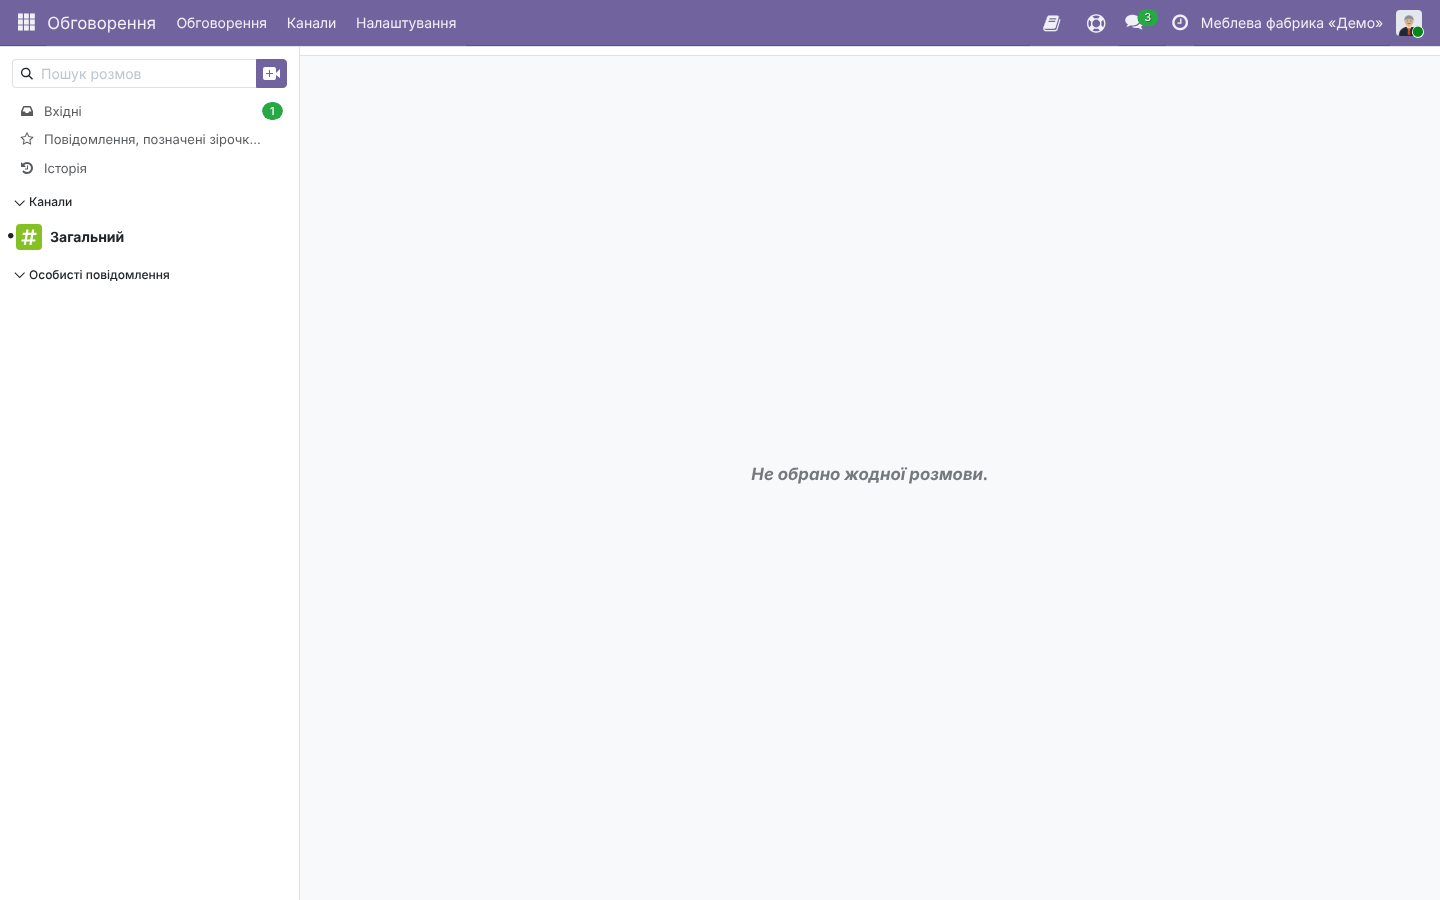 Обговорення Обговорення Канали Налаштування 3 Меблева фабрика «Демо»
Пошук розмов
Вхідні 1
Повідомлення, позначені зірочк...
Історія
Канали
# Загальний
Особисті повідомлення
Не обрано жодної розмови.